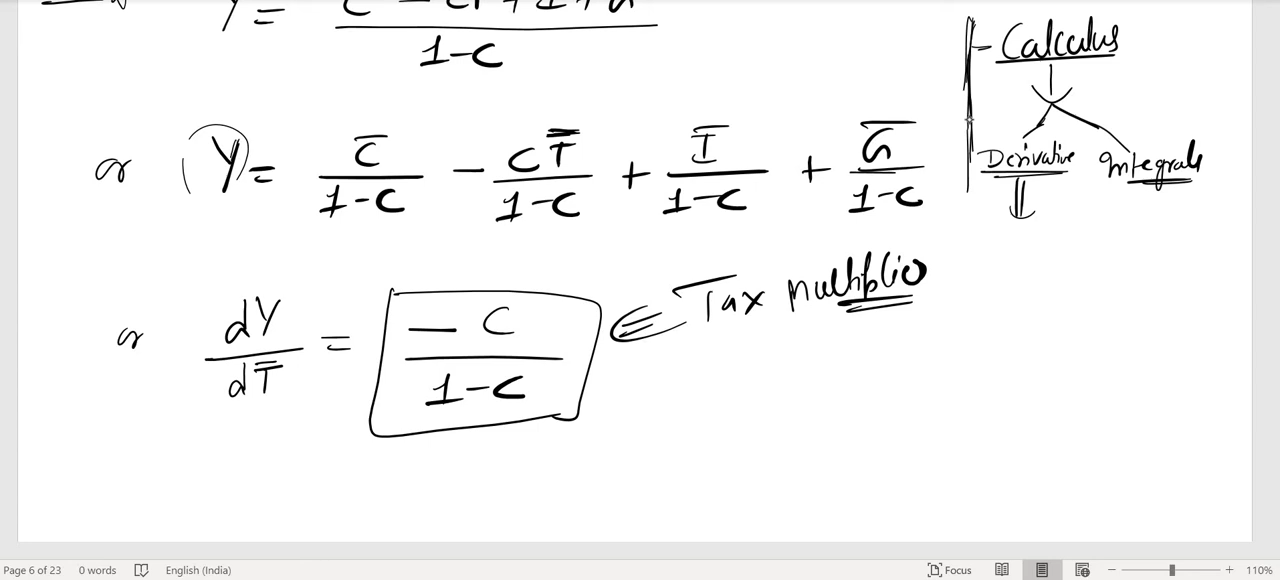 Y =
1-c
Calculus
Derivative Integrals
or Y = C̄/1-c - cT̄/1-c + Ī/1-c + Ḡ/1-c
or dY/dT̄ = -c/1-c Tax multiplier
Page 6 of 23 0 words English (India) Focus 110%